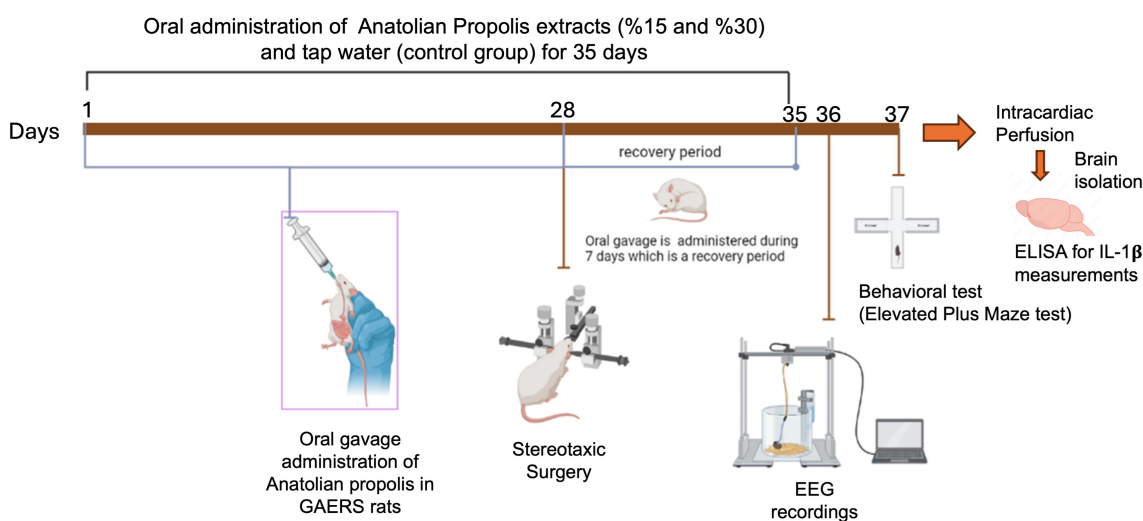 Oral administration of Anatolian Propolis extracts (%15 and %30)
and tap water (control group) for 35 days
Days
1
28
35
36
37
recovery period
Oral gavage is administered during
7 days which is a recovery period
Intracardiac
Perfusion
Brain
isolation
ELISA for IL-1β
measurements
Behavioral test
(Elevated Plus Maze test)
Oral gavage
administration of
Anatolian propolis in
GAERS rats
Stereotaxic
Surgery
EEG
recordings